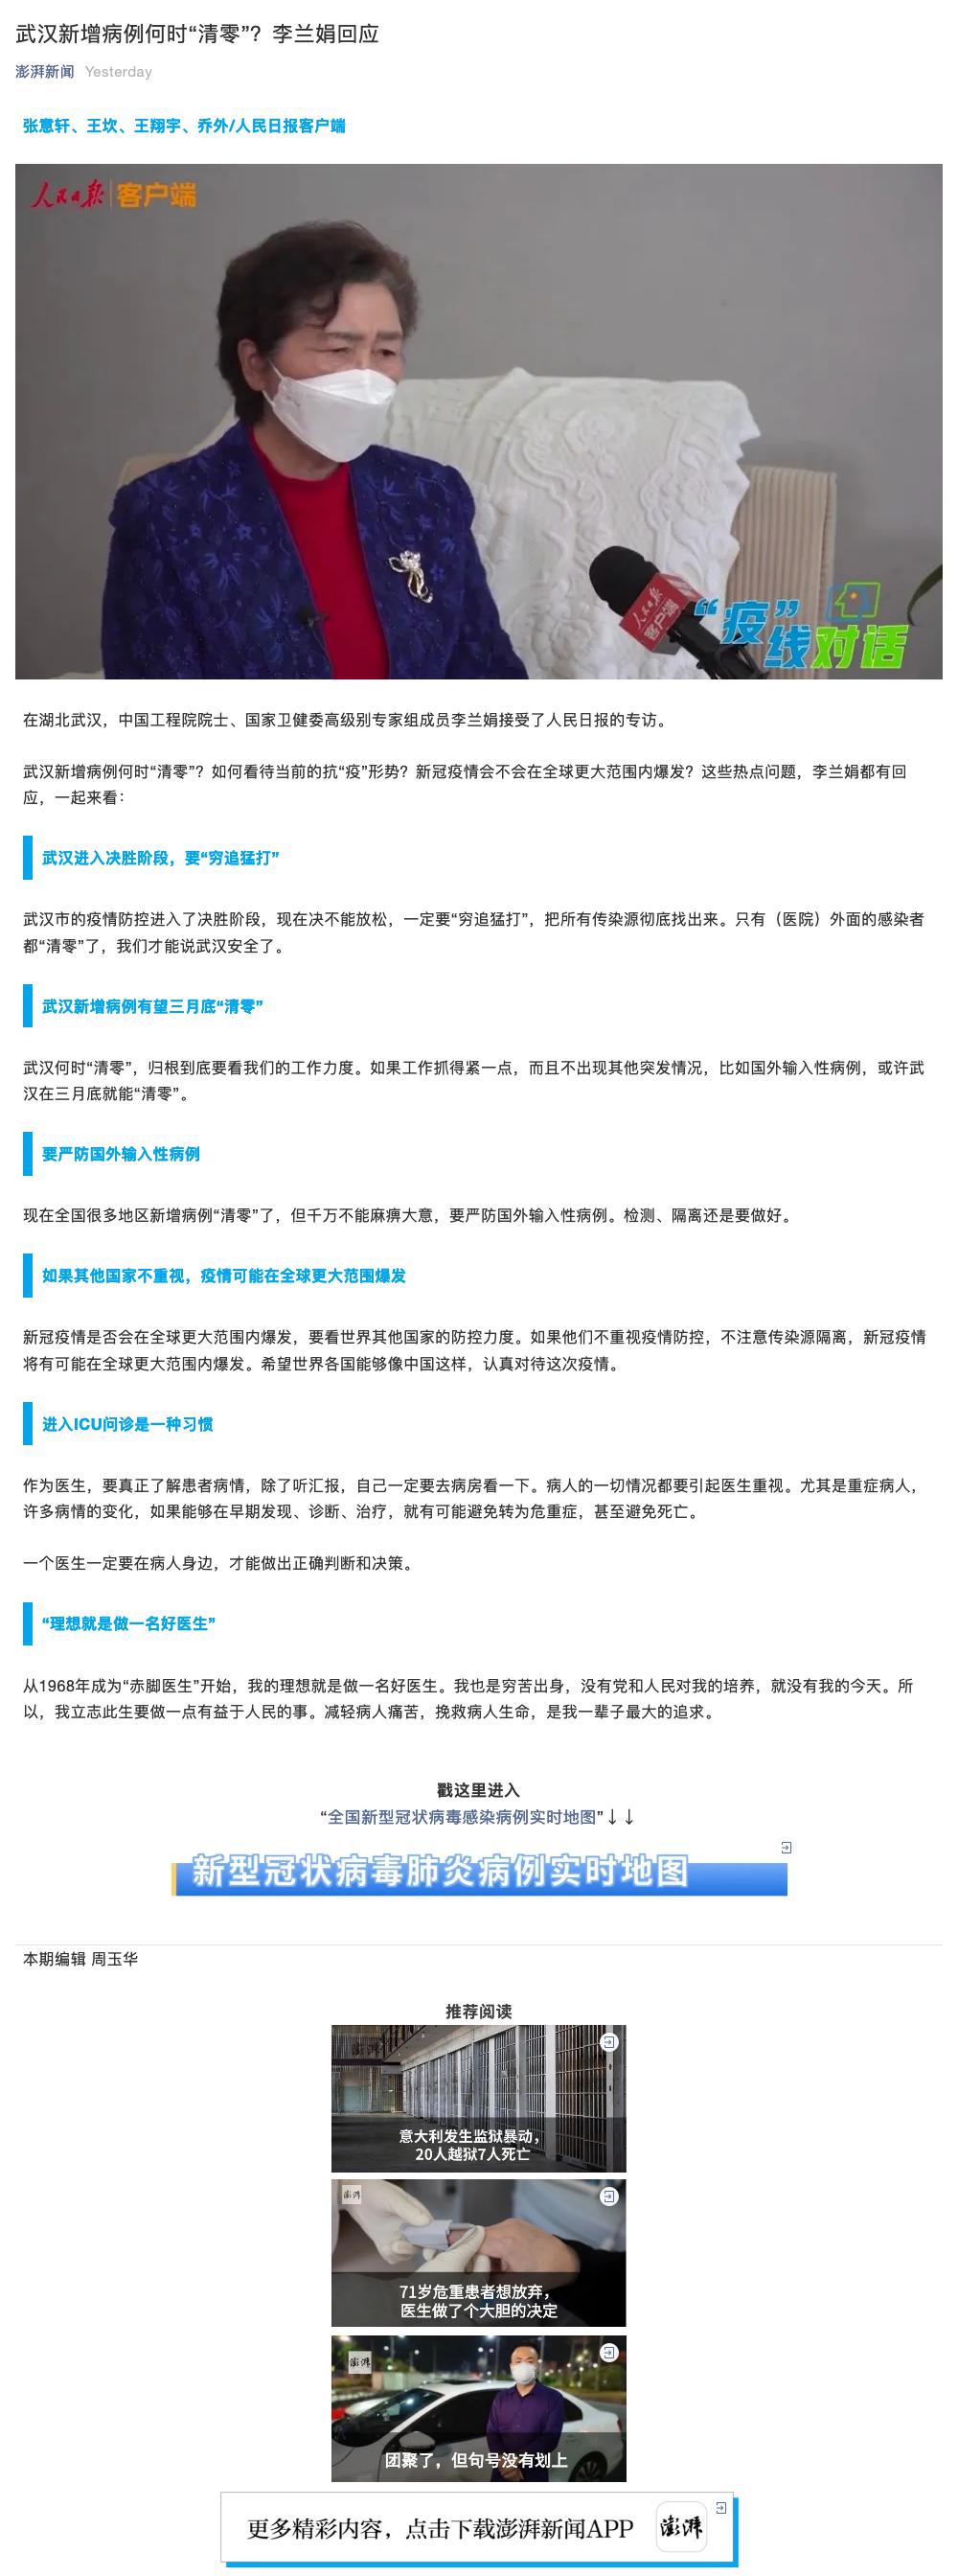 武汉新增病例何时“清零”？李兰娟回应
澎湃新闻 Yesterday
张意轩、王坎、王翔宇、乔外/人民日报客户端
人民日报 客户端
人民日报
客户端
“疫”
线对话
在湖北武汉，中国工程院院士、国家卫健委高级别专家组成员李兰娟接受了人民日报的专访。
武汉新增病例何时“清零”？如何看待当前的抗“疫”形势？新冠疫情会不会在全球更大范围内爆发？这些热点问题，李兰娟都有回
应，一起来看：
武汉进入决胜阶段，要“穷追猛打”
武汉市的疫情防控进入了决胜阶段，现在决不能放松，一定要“穷追猛打”，把所有传染源彻底找出来。只有（医院）外面的感染者
都“清零”了，我们才能说武汉安全了。
武汉新增病例有望三月底“清零”
武汉何时“清零”，归根到底要看我们的工作力度。如果工作抓得紧一点，而且不出现其他突发情况，比如国外输入性病例，或许武
汉在三月底就能“清零”。
要严防国外输入性病例
现在全国很多地区新增病例“清零”了，但千万不能麻痹大意，要严防国外输入性病例。检测、隔离还是要做好。
如果其他国家不重视，疫情可能在全球更大范围爆发
新冠疫情是否会在全球更大范围内爆发，要看世界其他国家的防控力度。如果他们不重视疫情防控，不注意传染源隔离，新冠疫情
将有可能在全球更大范围内爆发。希望世界各国能够像中国这样，认真对待这次疫情。
进入ICU问诊是一种习惯
作为医生，要真正了解患者病情，除了听汇报，自己一定要去病房看一下。病人的一切情况都要引起医生重视。尤其是重症病人，
许多病情的变化，如果能够在早期发现、诊断、治疗，就有可能避免转为危重症，甚至避免死亡。
一个医生一定要在病人身边，才能做出正确判断和决策。
“理想就是做一名好医生”
从1968年成为“赤脚医生”开始，我的理想就是做一名好医生。我也是穷苦出身，没有党和人民对我的培养，就没有我的今天。所
以，我立志此生要做一点有益于人民的事。减轻病人痛苦，挽救病人生命，是我一辈子最大的追求。
戳这里进入
“全国新型冠状病毒感染病例实时地图”↓↓
新型冠状病毒肺炎病例实时地图
本期编辑 周玉华
推荐阅读
澎湃
意大利发生监狱暴动，
20人越狱7人死亡
澎湃
71岁危重患者想放弃，
医生做了个大胆的决定
澎湃
团聚了，但句号没有划上
更多精彩内容，点击下载澎湃新闻APP 澎湃